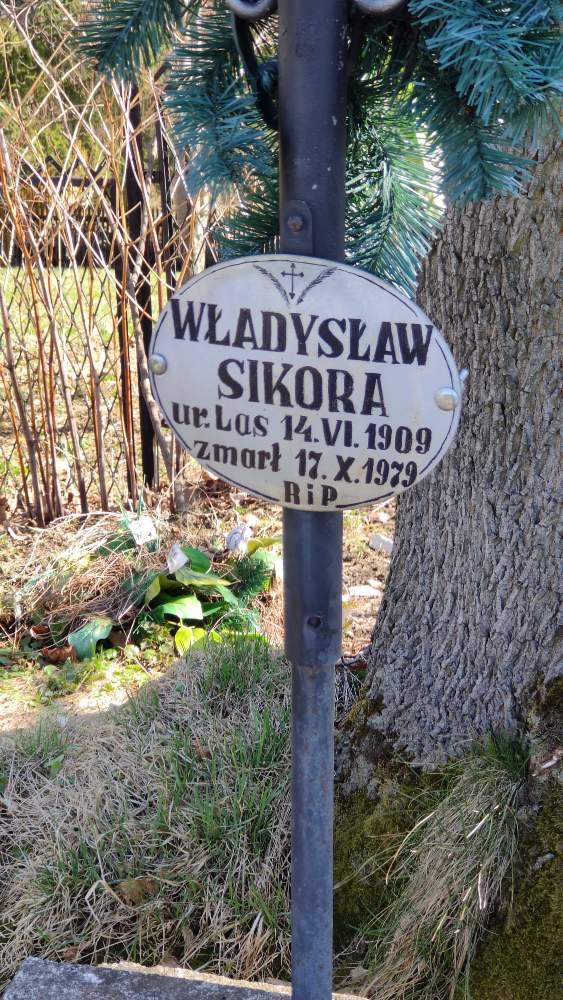 WŁADYSŁAW
SIKORA
ur. Las 14.VI.1909
zmarł 17.X.1979
RiP